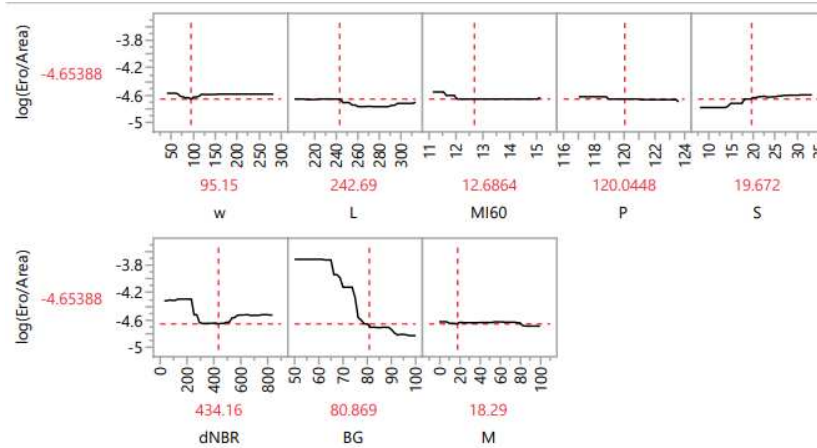 log(Ero/Area)
-4.65388
-3.8
-4.2
-4.6
-5
50 100 150 200 250 300
220 240 260 280 300
11 12 13 14 15
116 118 120 122 124
10 15 20 25 30 35
95.15 242.69 12.6864 120.0448 19.672
w L MI60 P S
log(Ero/Area)
-4.65388
-3.8
-4.2
-4.6
-5
0 200 400 600 800
50 60 70 80 90 100
0 20 40 60 80 100
434.16 80.869 18.29
dNBR BG M